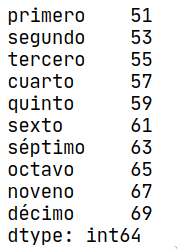 primero 51
segundo 53
tercero 55
cuarto 57
quinto 59
sexto 61
séptimo 63
octavo 65
noveno 67
décimo 69
dtype: int64